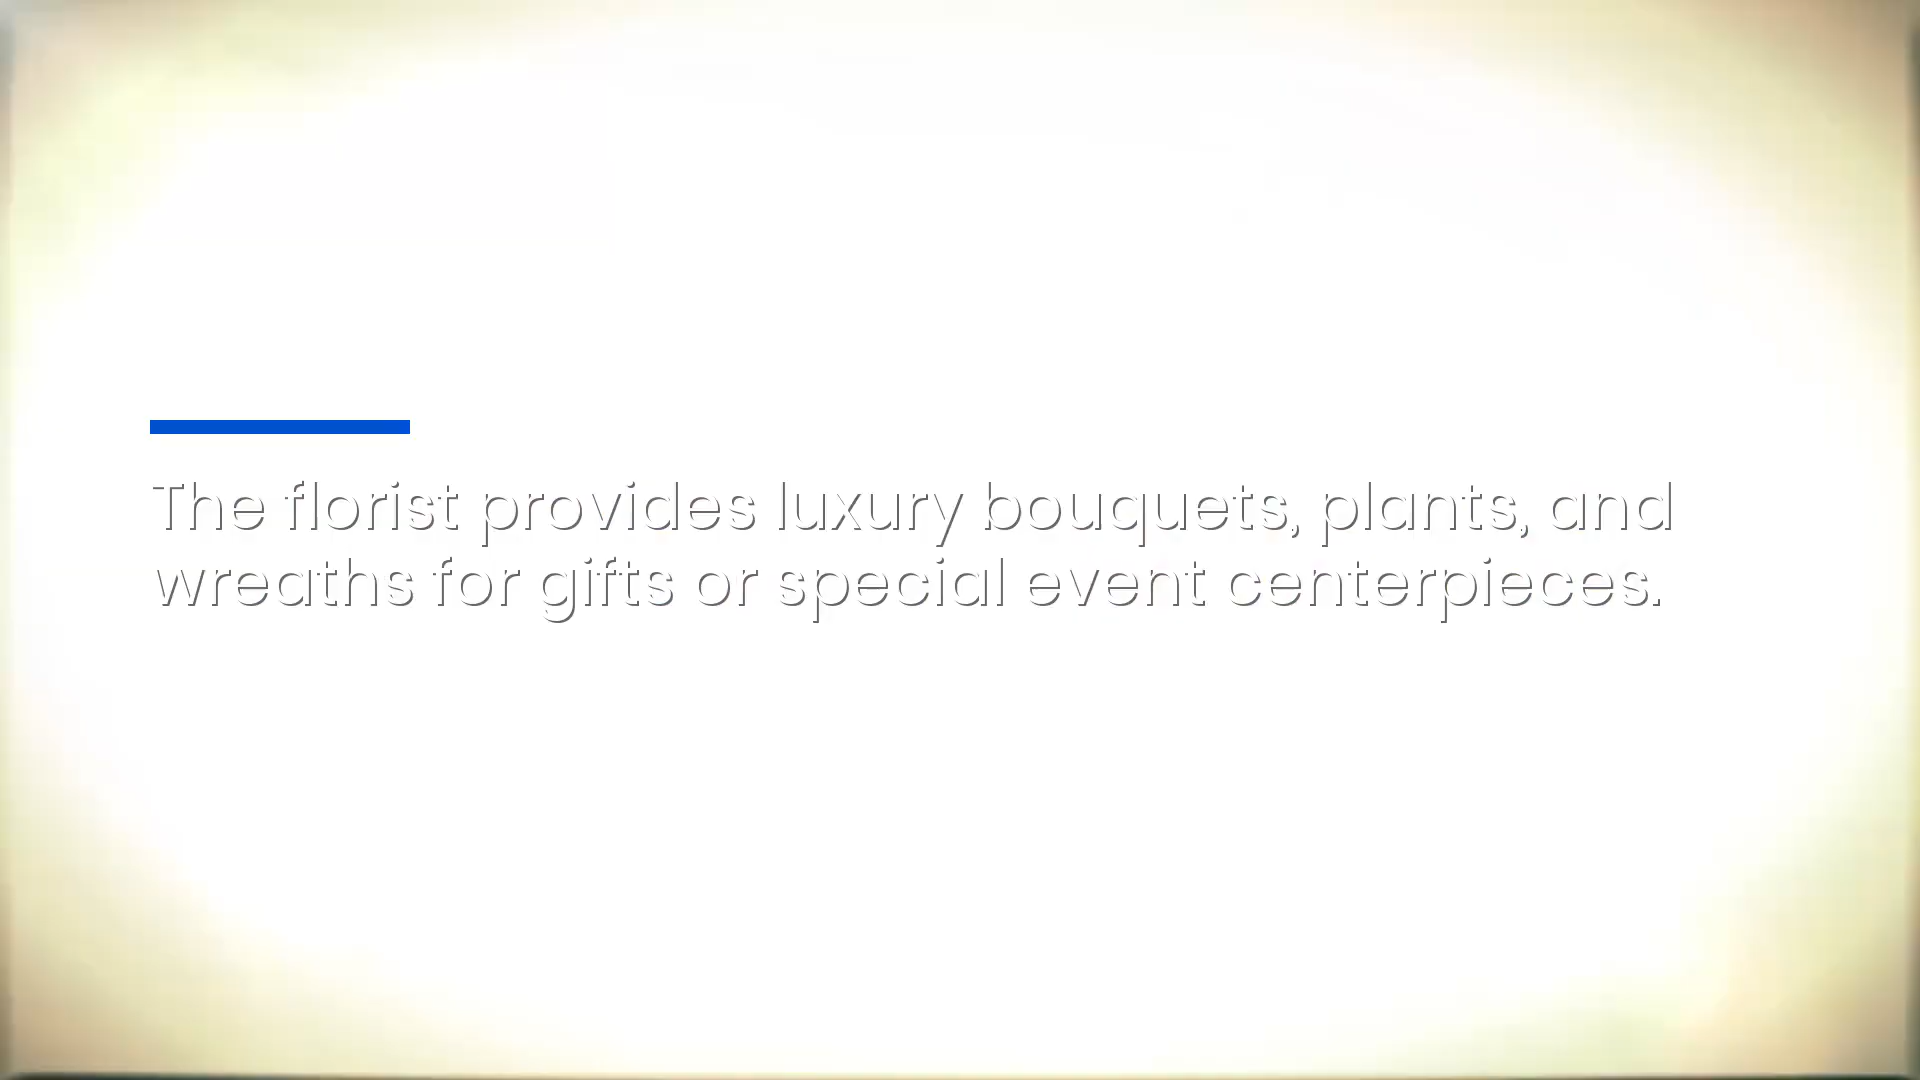 The florist provides luxury bouquets, plants, and
wreaths for gifts or special event centerpieces.